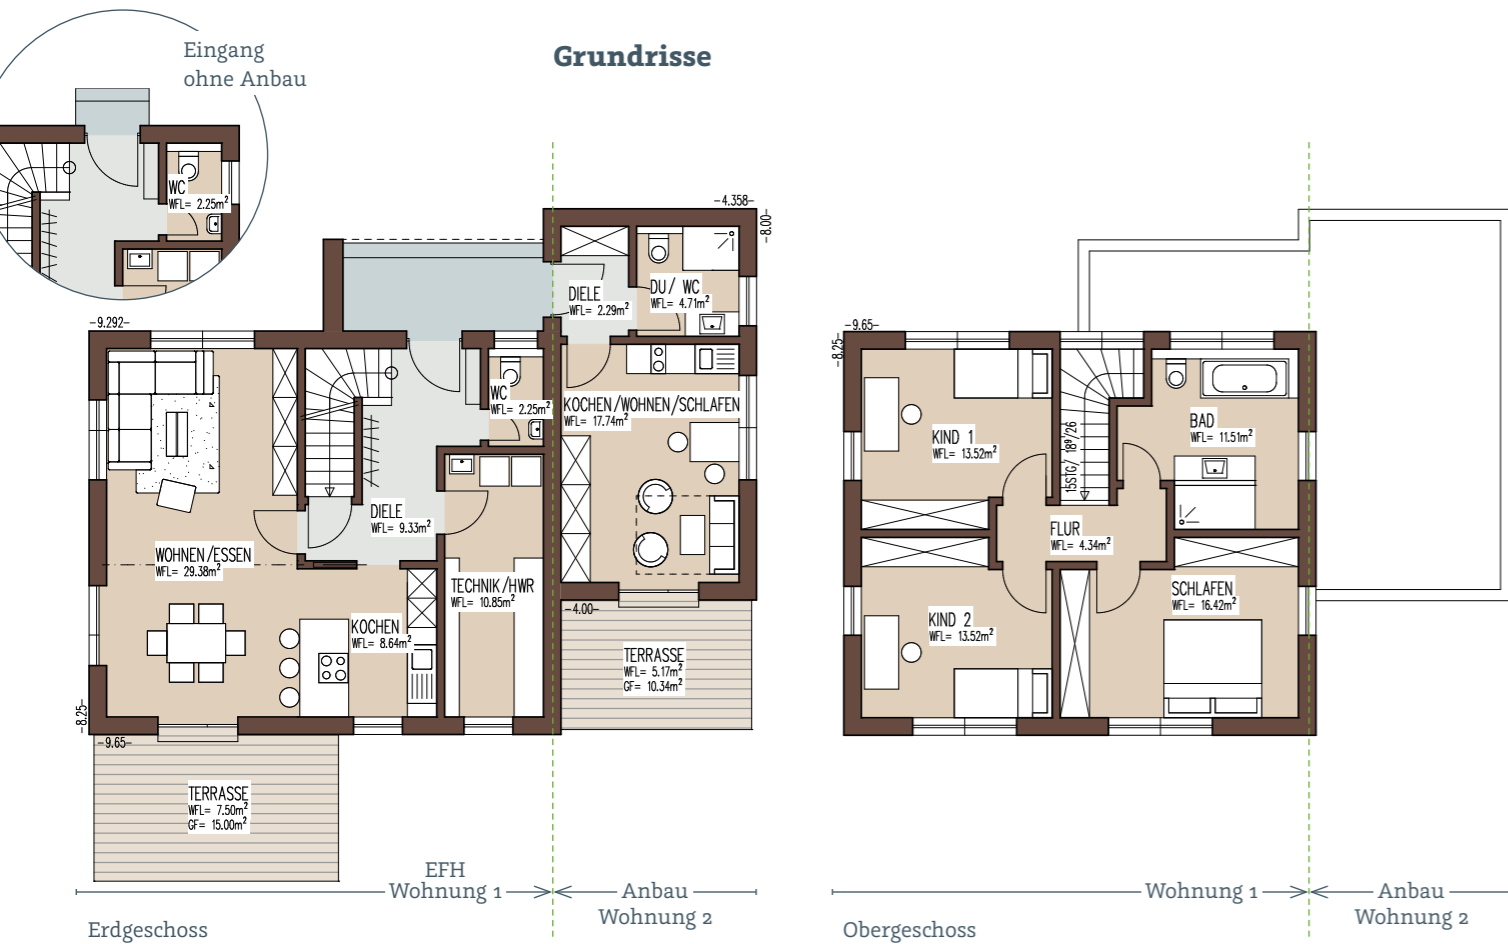 Grundrisse
Eingang
ohne Anbau
WC
WFL= 2.25m²
-9.292-
-4.358-
-8.00-
DIELE
WFL= 2.29m²
DU/ WC
WFL= 4.71m²
WC
WFL= 2.25m²
KOCHEN/WOHNEN/SCHLAFEN
WFL= 17.74m²
DIELE
WFL= 9.33m²
WOHNEN/ESSEN
WFL= 29.38m²
TECHNIK/HWR
WFL= 10.85m²
KOCHEN
WFL= 8.64m²
-4.00-
TERRASSE
WFL= 5.17m²
GF= 10.34m²
-8.25-
-9.65-
TERRASSE
WFL= 7.50m²
GF= 15.00m²
EFH
Wohnung 1
Anbau
Wohnung 2
Erdgeschoss
-9.65-
-8.25-
KIND 1
WFL= 13.52m²
15STG/ 18⁹/26
BAD
WFL= 11.51m²
FLUR
WFL= 4.34m²
KIND 2
WFL= 13.52m²
SCHLAFEN
WFL= 16.42m²
Wohnung 1
Anbau
Wohnung 2
Obergeschoss